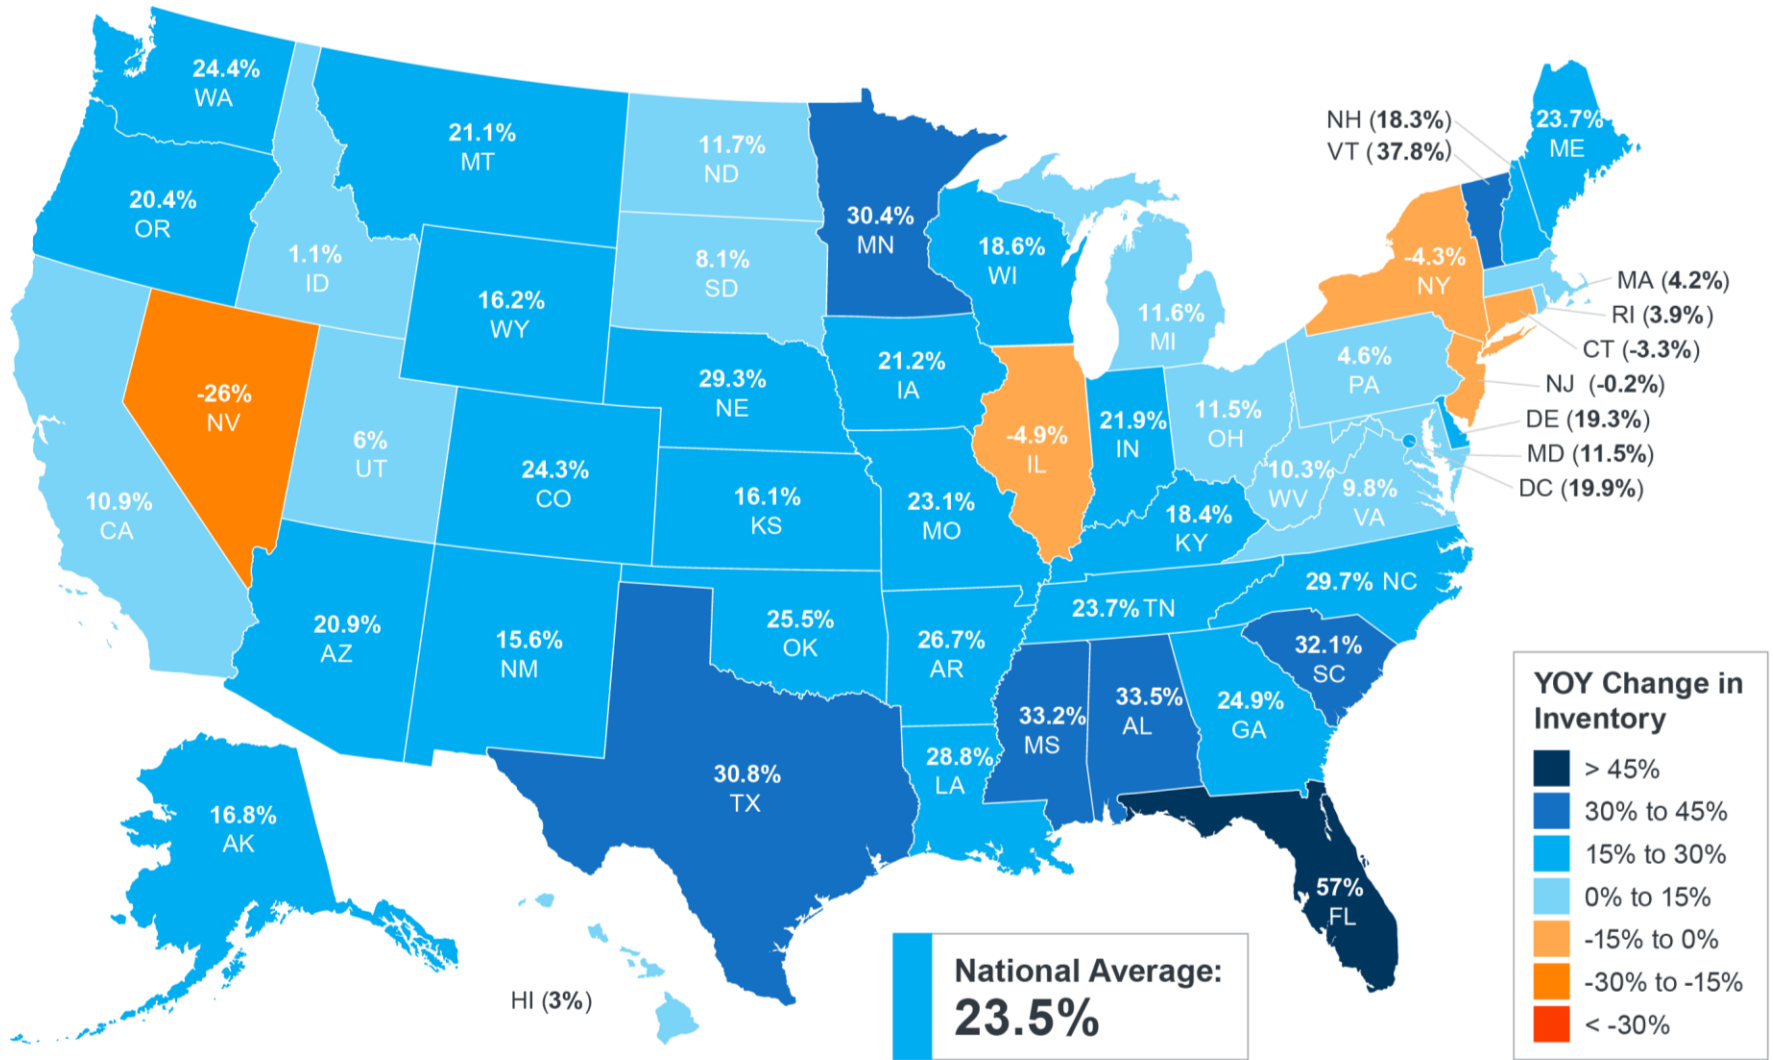 24.4%
WA
20.4%
OR
1.1%
ID
21.1%
MT
11.7%
ND
8.1%
SD
30.4%
MN
18.6%
WI
11.6%
MI
16.2%
WY
-26%
NV
6%
UT
10.9%
CA
24.3%
CO
29.3%
NE
21.2%
IA
16.1%
KS
23.1%
MO
-4.9%
IL
21.9%
IN
11.5%
OH
4.6%
PA
-4.3%
NY
23.7%
ME
NH (18.3%)
VT (37.8%)
MA (4.2%)
RI (3.9%)
CT (-3.3%)
NJ (-0.2%)
DE (19.3%)
MD (11.5%)
DC (19.9%)
10.3%
WV
9.8%
VA
18.4%
KY
23.7% TN
29.7% NC
32.1%
SC
20.9%
AZ
15.6%
NM
25.5%
OK
26.7%
AR
30.8%
TX
28.8%
LA
33.2%
MS
33.5%
AL
24.9%
GA
57%
FL
16.8%
AK
HI (3%)
National Average:
23.5%
YOY Change in
Inventory
> 45%
30% to 45%
15% to 30%
0% to 15%
-15% to 0%
-30% to -15%
< -30%